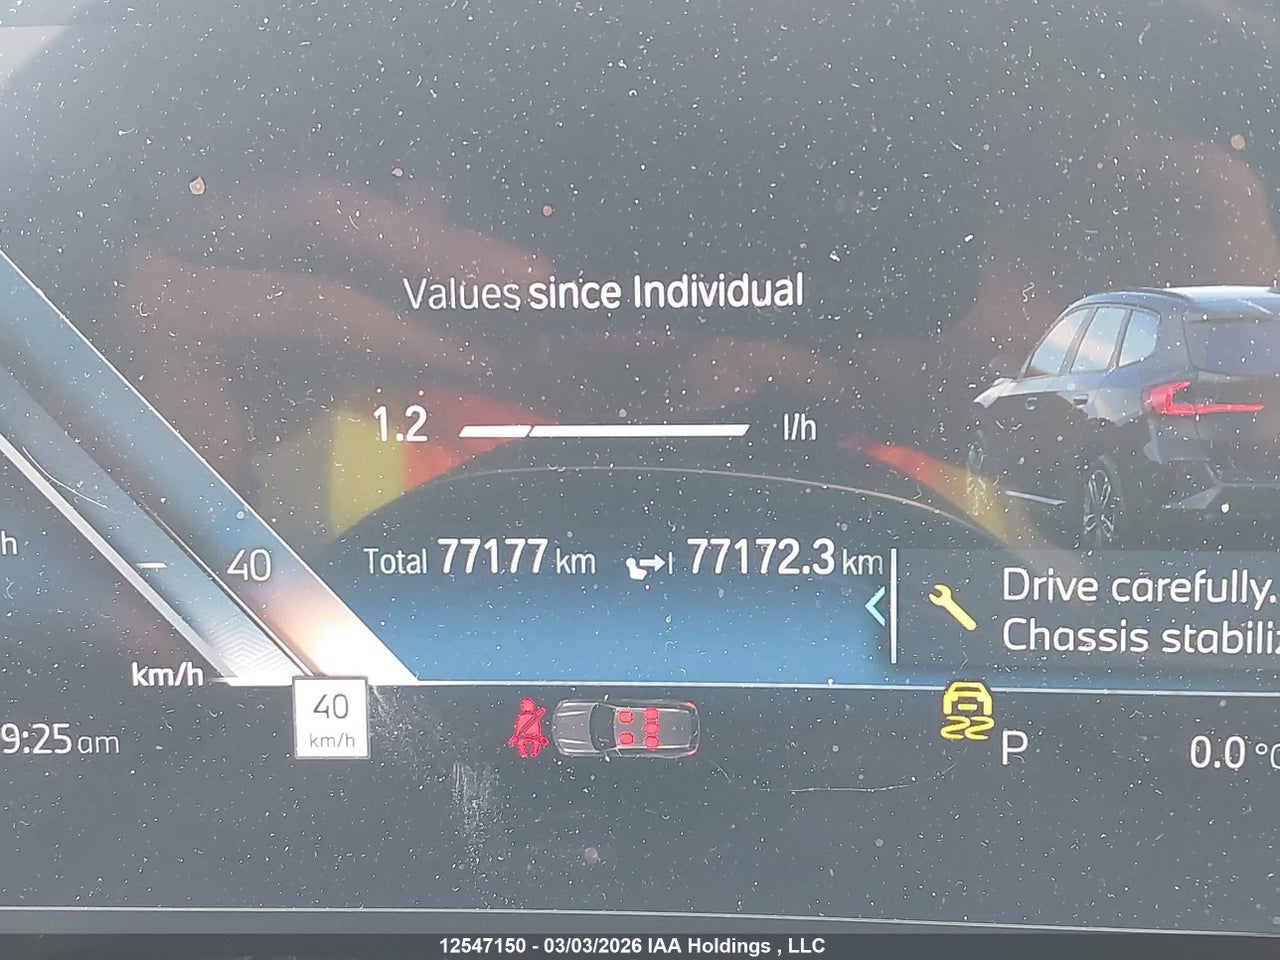 Values since Individual
1.2 l/h
Total 77177 km 77172.3 km
h
40
Drive carefully.
Chassis
km/h
40
km/h
9:25 am
P
0.0 °C
12547150 - 03/03/2026 IAA Holdings , LLC